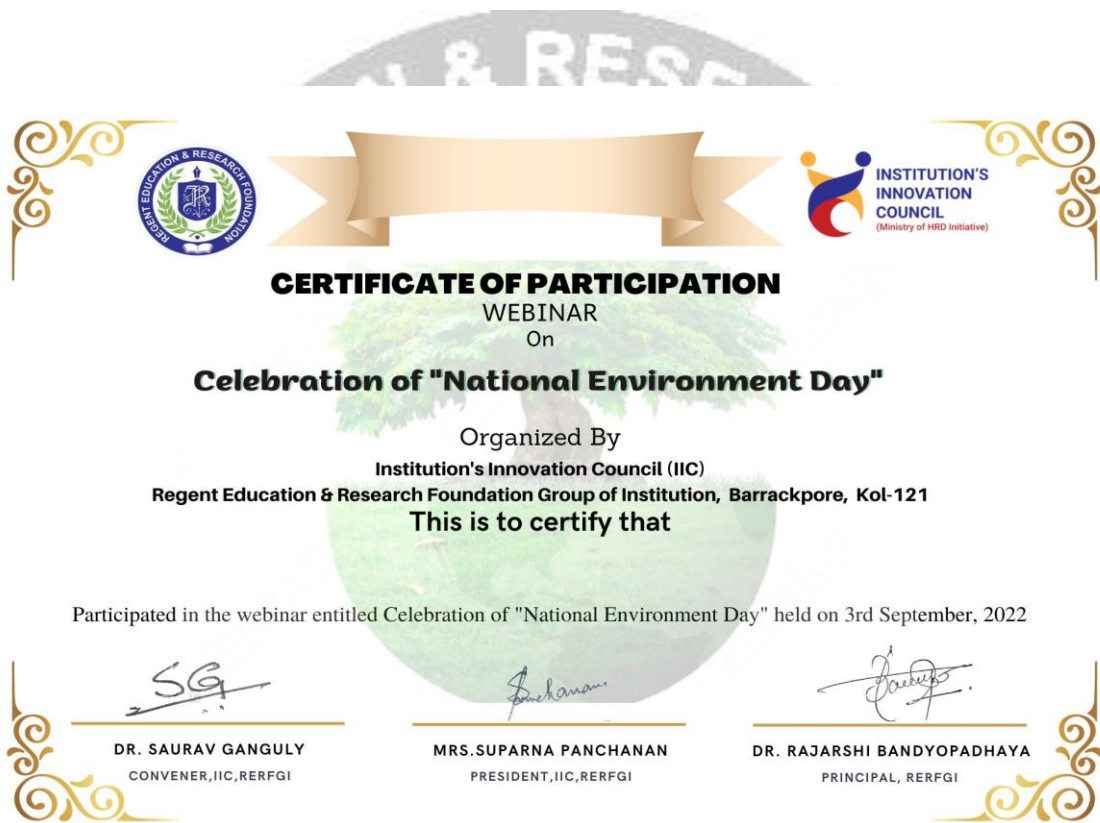 N & RESE
REGENT EDUCATION & RESEARCH FOUNDATION
R
INSTITUTION'S
INNOVATION
COUNCIL
(Ministry of HRD Initiative)
CERTIFICATE OF PARTICIPATION
WEBINAR
On
Celebration of "National Environment Day"
Organized By
Institution's Innovation Council (IIC)
Regent Education & Research Foundation Group of Institution, Barrackpore, Kol-121
This is to certify that
Participated in the webinar entitled Celebration of "National Environment Day" held on 3rd September, 2022
SG
DR. SAURAV GANGULY
CONVENER,IIC,RERFGI
MRS.SUPARNA PANCHANAN
PRESIDENT,IIC,RERFGI
DR. RAJARSHI BANDYOPADHAYA
PRINCIPAL, RERFGI